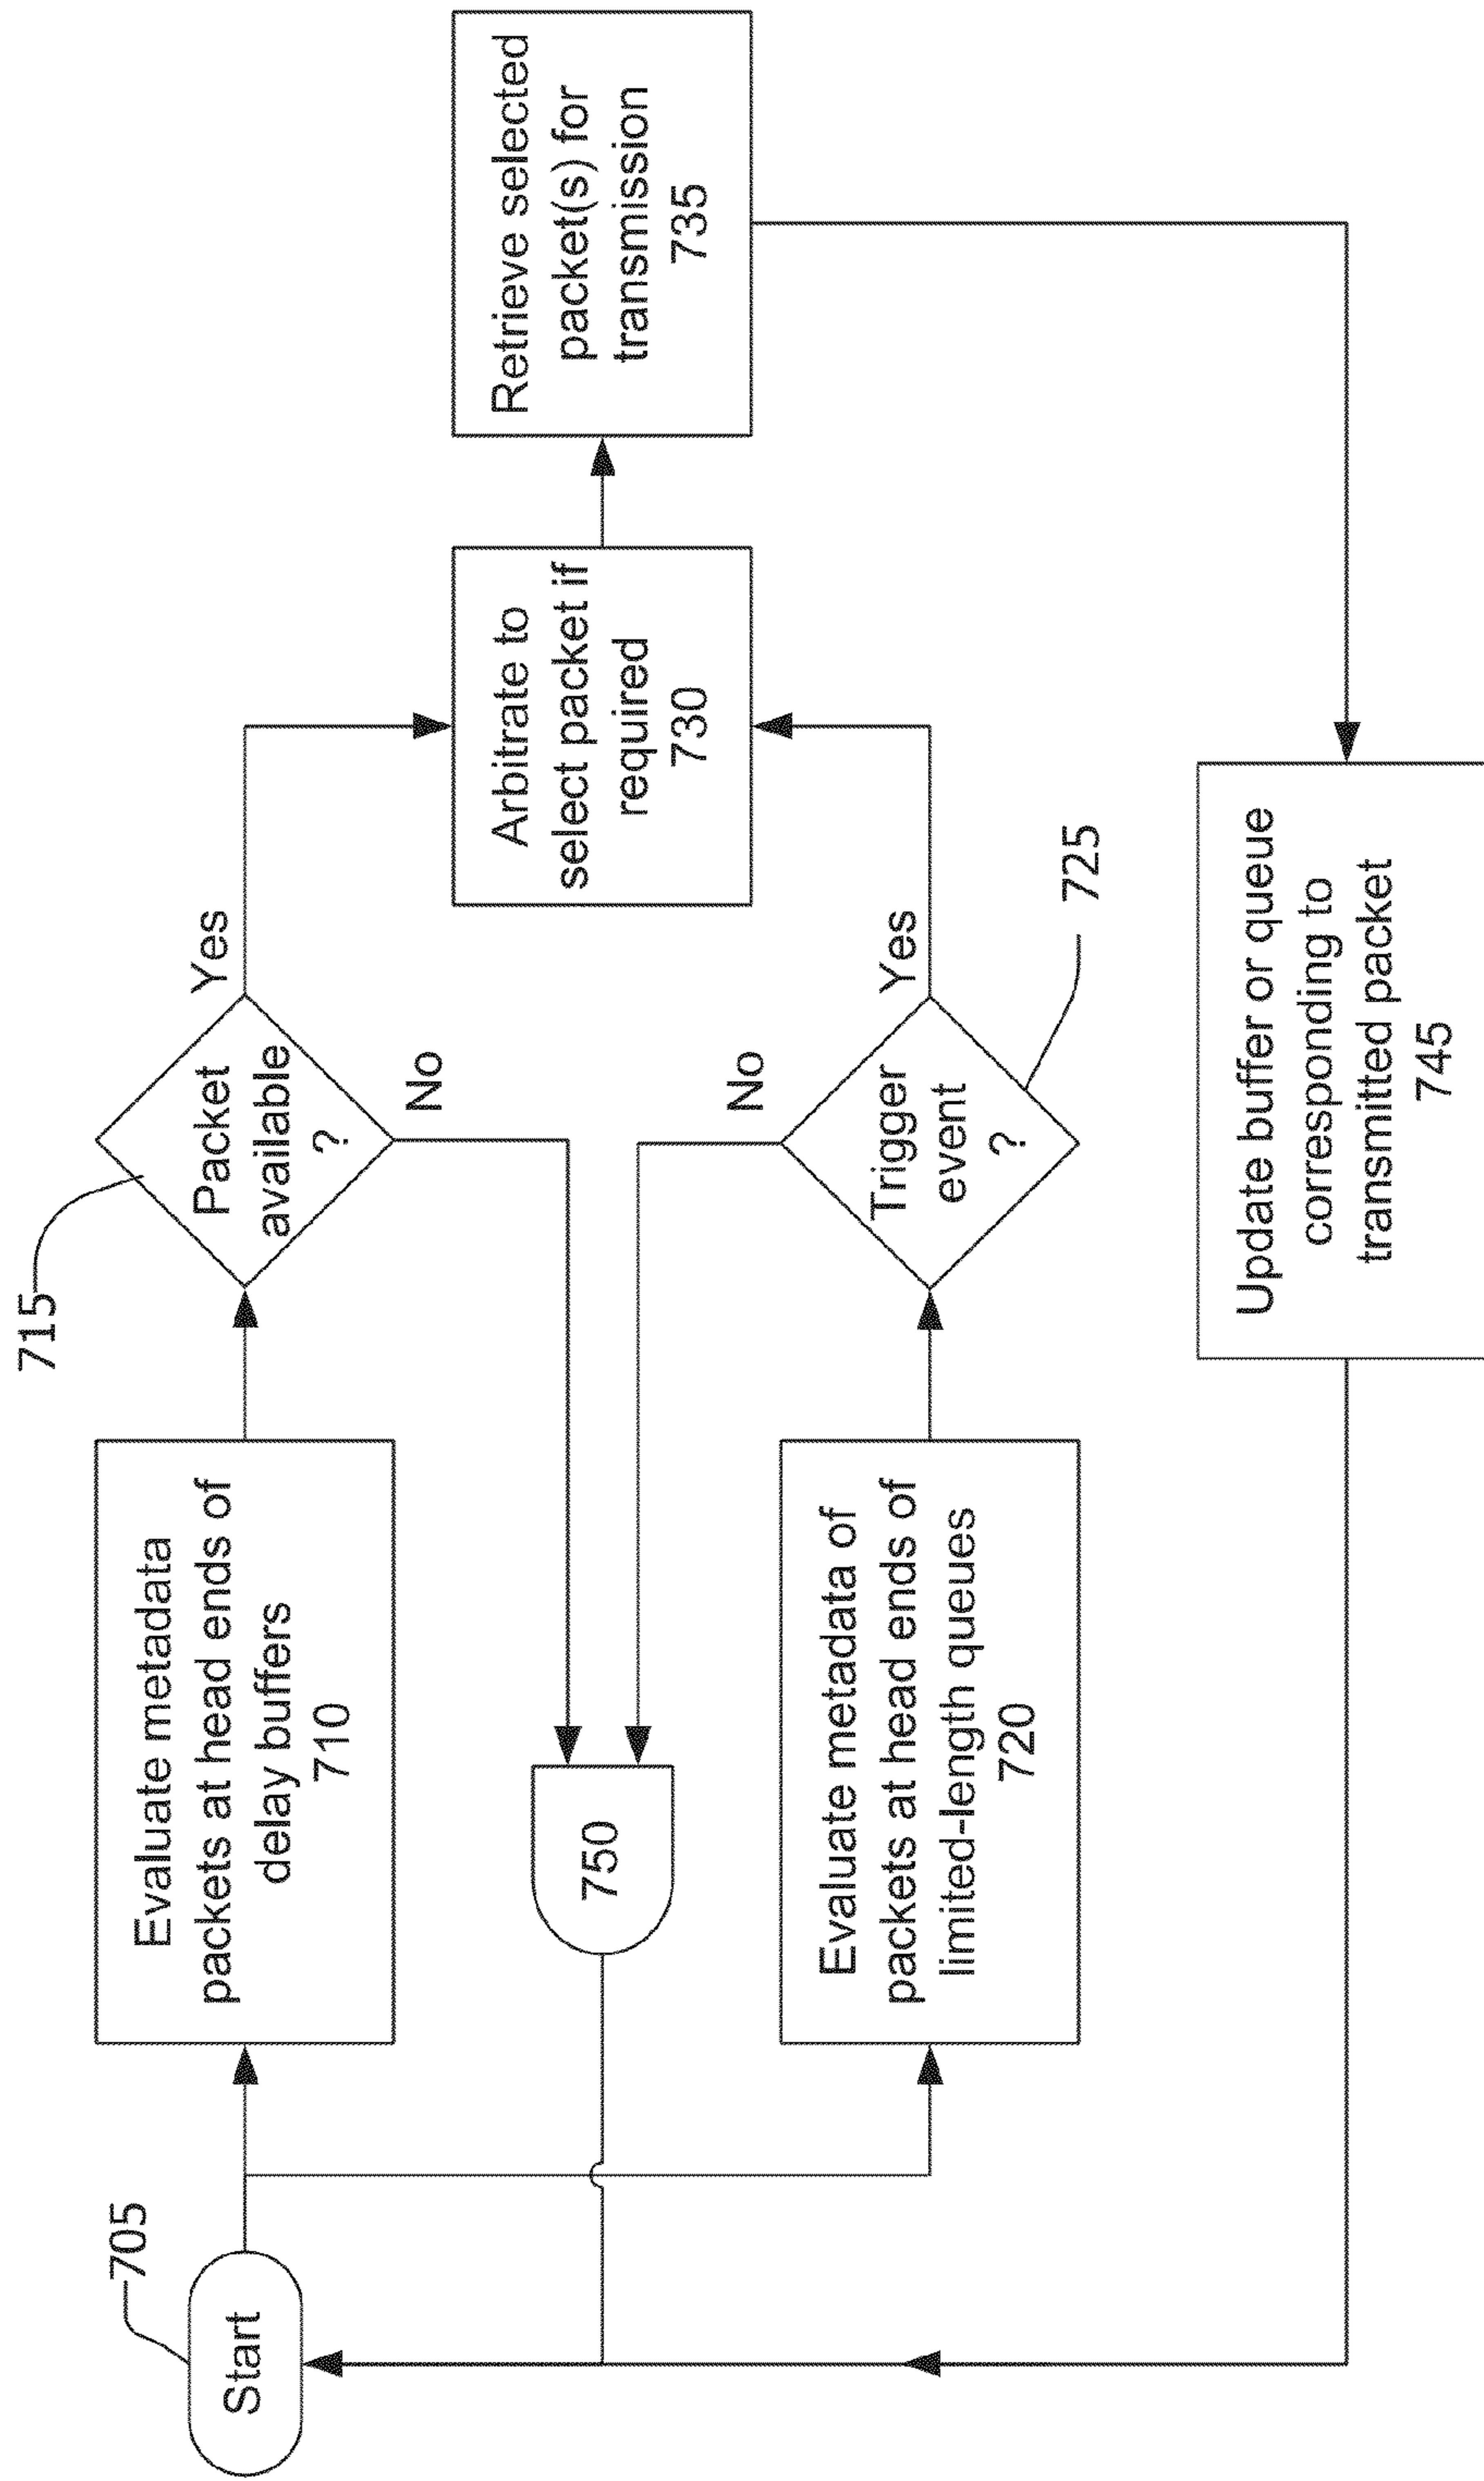 705
Start
Evaluate metadata
packets at head ends of
delay buffers
710
715
Packet
available
?
Yes
No
750
Evaluate metadata of
packets at head ends of
limited-length queues
720
Trigger
event
?
Yes
No
725
Arbitrate to
select packet if
required
730
Retrieve selected
packet(s) for
transmission
735
Update buffer or queue
corresponding to
transmitted packet
745